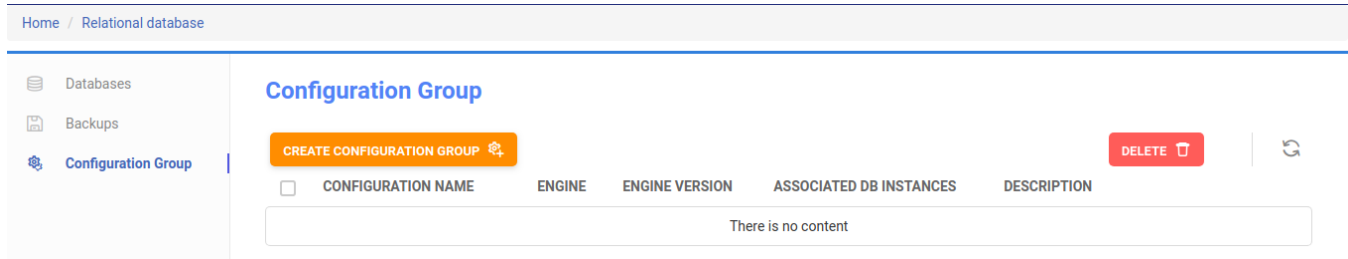 Home / Relational database
Databases
Backups
Configuration Group
Configuration Group
CREATE CONFIGURATION GROUP
DELETE
CONFIGURATION NAME ENGINE ENGINE VERSION ASSOCIATED DB INSTANCES DESCRIPTION
There is no content